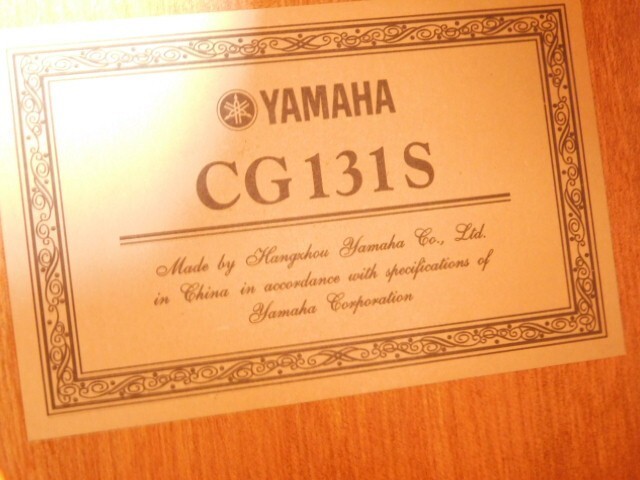 YAMAHA
CG131S
Made by Hangzhou Yamaha Co., Ltd.
in China in accordance with specifications of
Yamaha Corporation